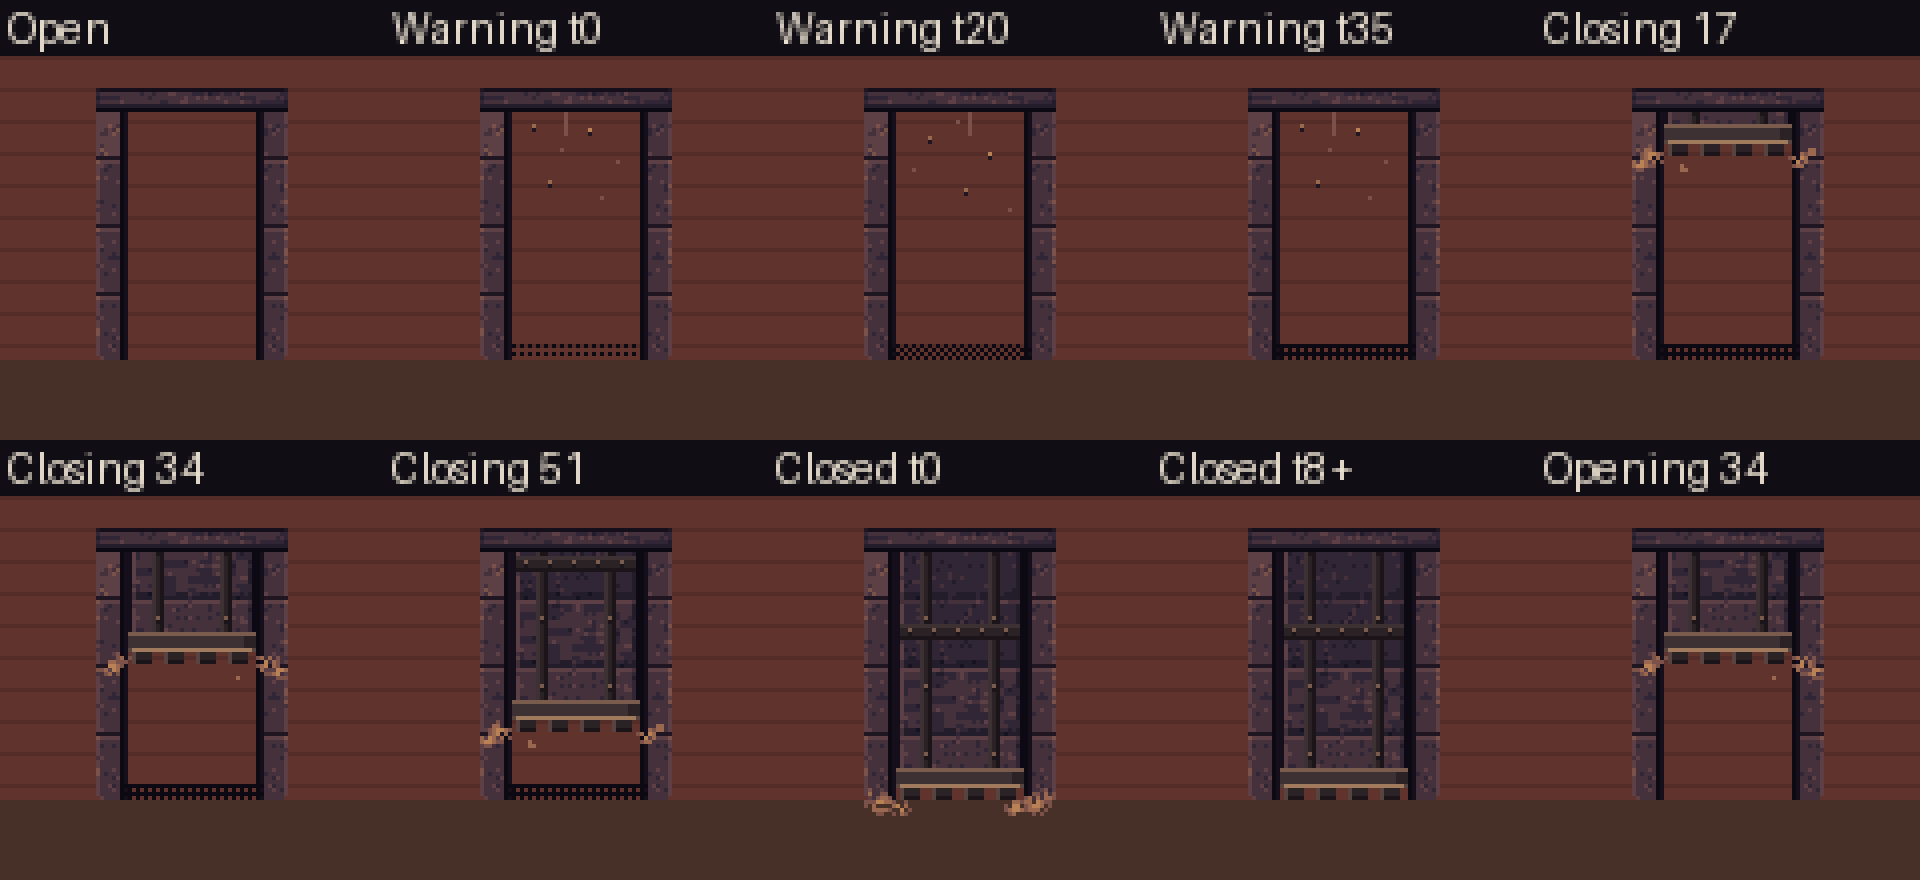 Open
Warning t0
Warning t20
Warning t35
Closing 17
Closing 34
Closing 51
Closed t0
Closed t8+
Opening 34